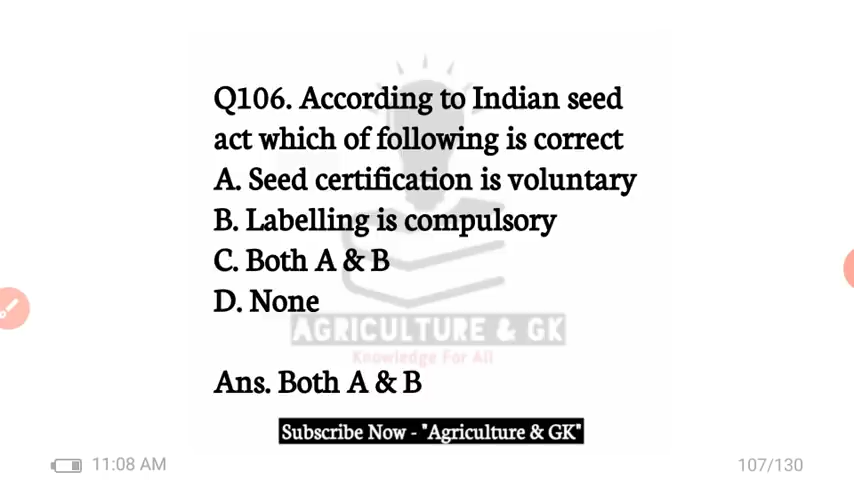 Q106. According to Indian seed
act which of following is correct
A. Seed certification is voluntary
B. Labelling is compulsory
C. Both A & B
D. None
AGRICULTURE & GK
Knowledge For All
Ans. Both A & B
Subscribe Now - "Agriculture & GK"
11:08 AM
107/130